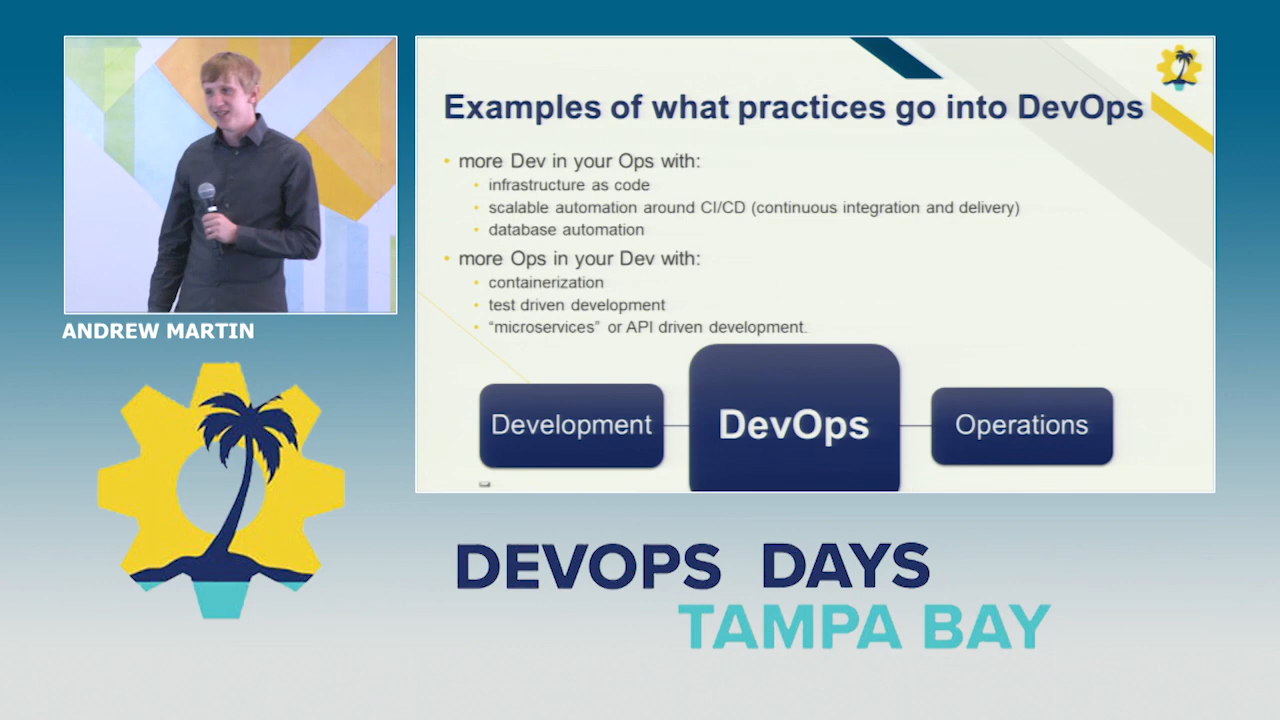 Examples of what practices go into DevOps
• more Dev in your Ops with:
• infrastructure as code
• scalable automation around CI/CD (continuous integration and delivery)
• database automation
• more Ops in your Dev with:
• containerization
• test driven development
• “microservices” or API driven development.
Development
DevOps
Operations
ANDREW MARTIN
DEVOPS DAYS
TAMPA BAY